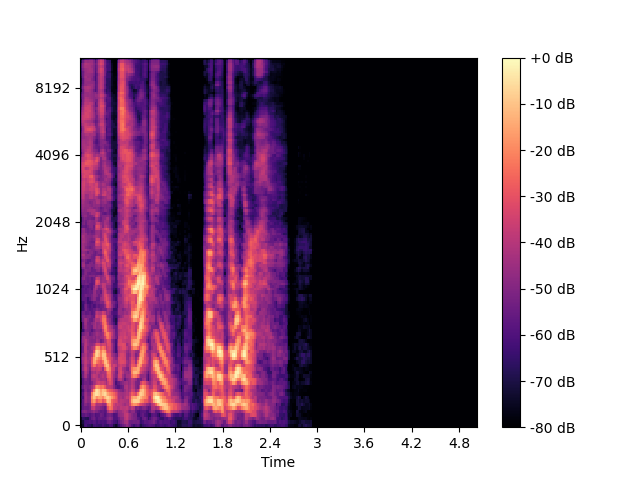 8192
4096
2048
1024
512
0
Hz
0 0.6 1.2 1.8 2.4 3 3.6 4.2 4.8
Time
+0 dB
-10 dB
-20 dB
-30 dB
-40 dB
-50 dB
-60 dB
-70 dB
-80 dB